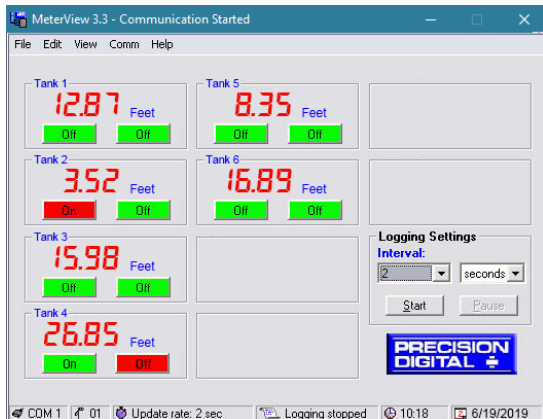 MeterView 3.3 - Communication Started
File Edit View Comm Help
Tank 1
12.87 Feet
Off Off
Tank 2
3.52 Feet
On Off
Tank 3
15.98 Feet
Off Off
Tank 4
26.85 Feet
On Off
Tank 5
8.35 Feet
Off Off
Tank 6
16.89 Feet
Off Off
Logging Settings
Interval:
2 seconds
Start Pause
PRECISION
DIGITAL
COM 1 01 Update rate: 2 sec Logging stopped 10:18 6/19/2019